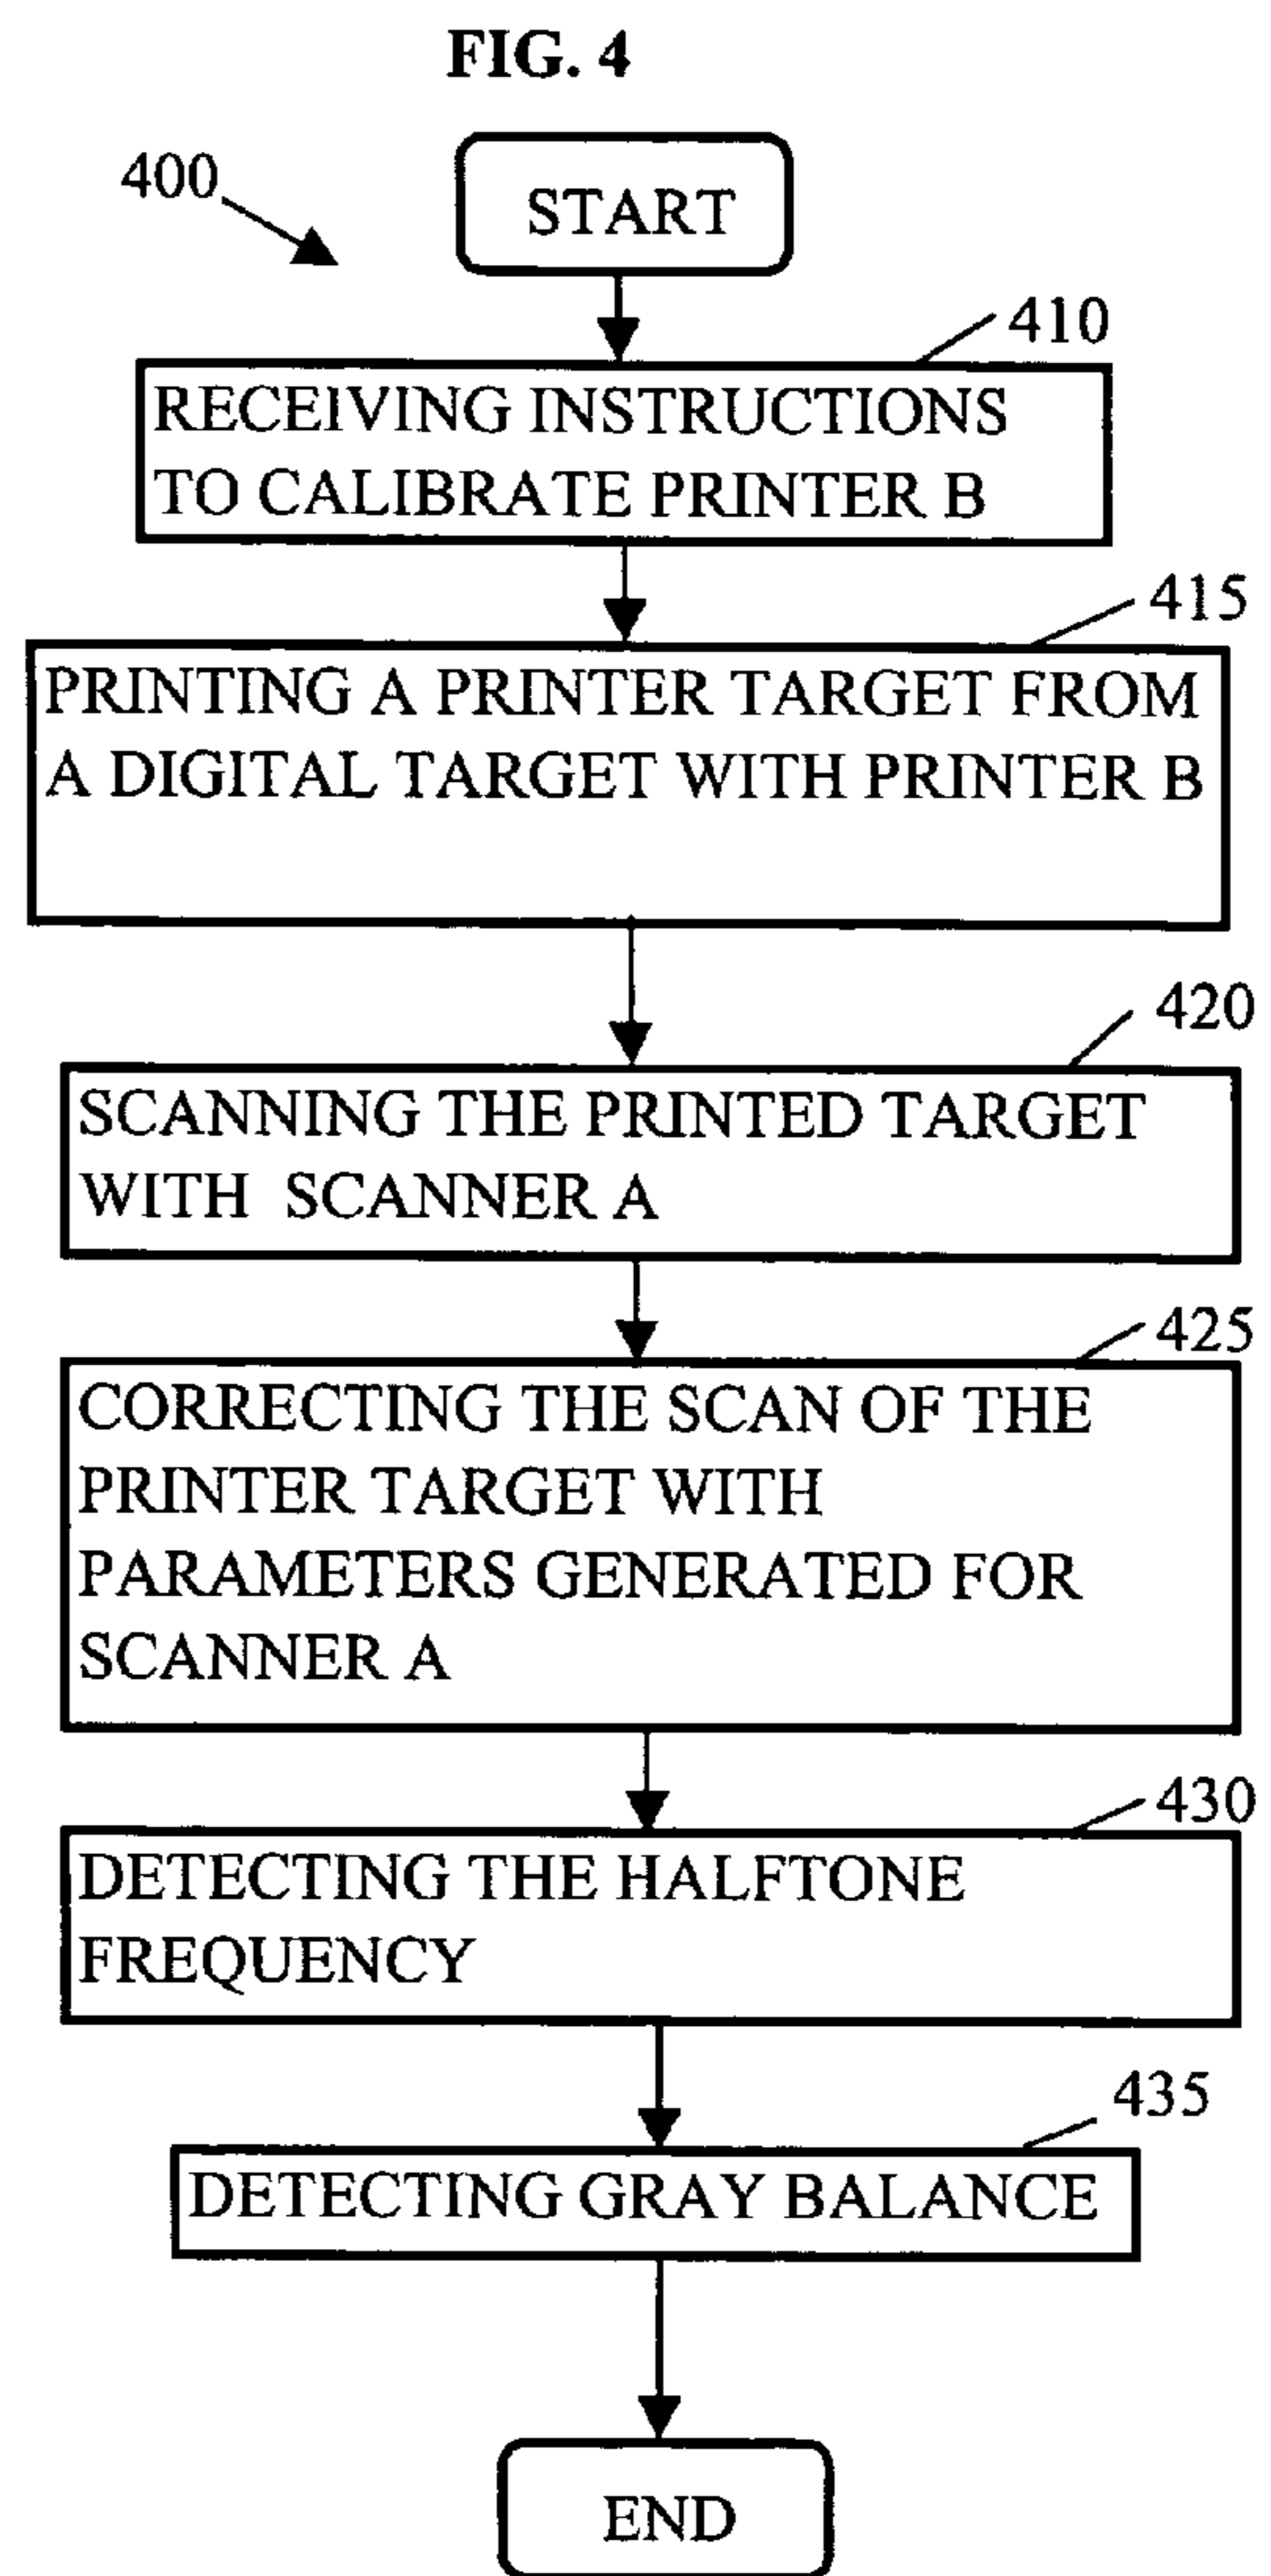 FIG. 4
400
START
410
RECEIVING INSTRUCTIONS
TO CALIBRATE PRINTER B
415
PRINTING A PRINTER TARGET FROM
A DIGITAL TARGET WITH PRINTER B
420
SCANNING THE PRINTED TARGET
WITH SCANNER A
425
CORRECTING THE SCAN OF THE
PRINTER TARGET WITH
PARAMETERS GENERATED FOR
SCANNER A
430
DETECTING THE HALFTONE
FREQUENCY
435
DETECTING GRAY BALANCE
END